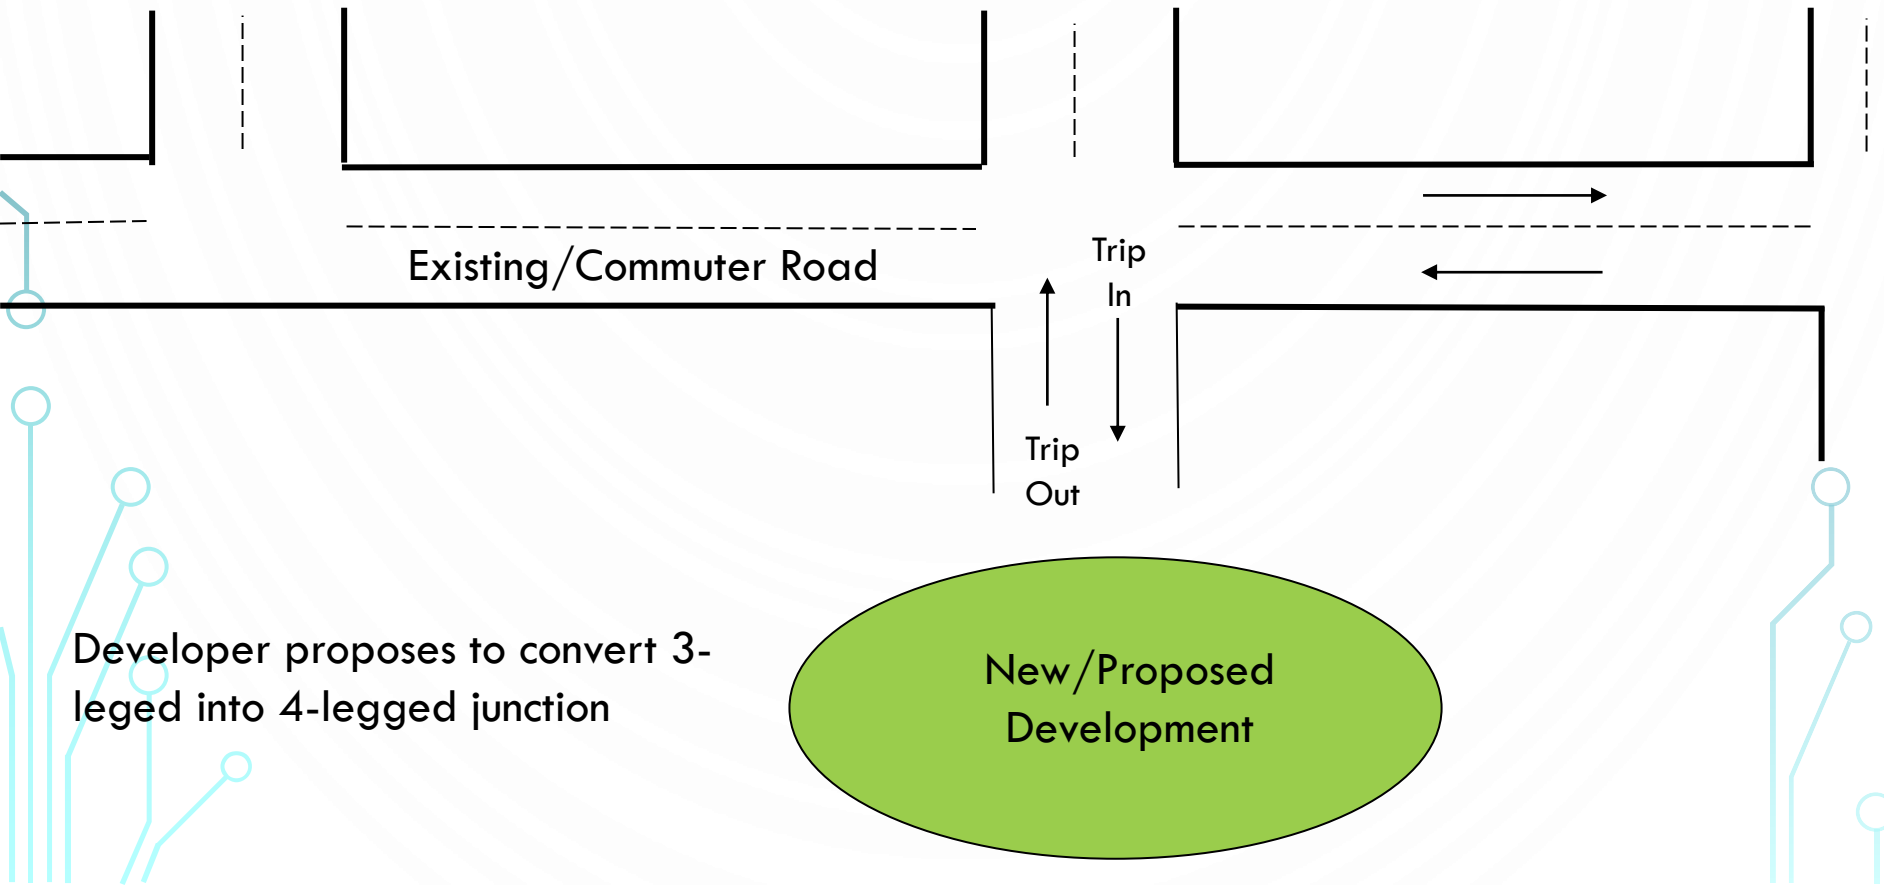 Existing/Commuter Road
Trip
In
Trip
Out
Developer proposes to convert 3-
leged into 4-legged junction
New/Proposed
Development